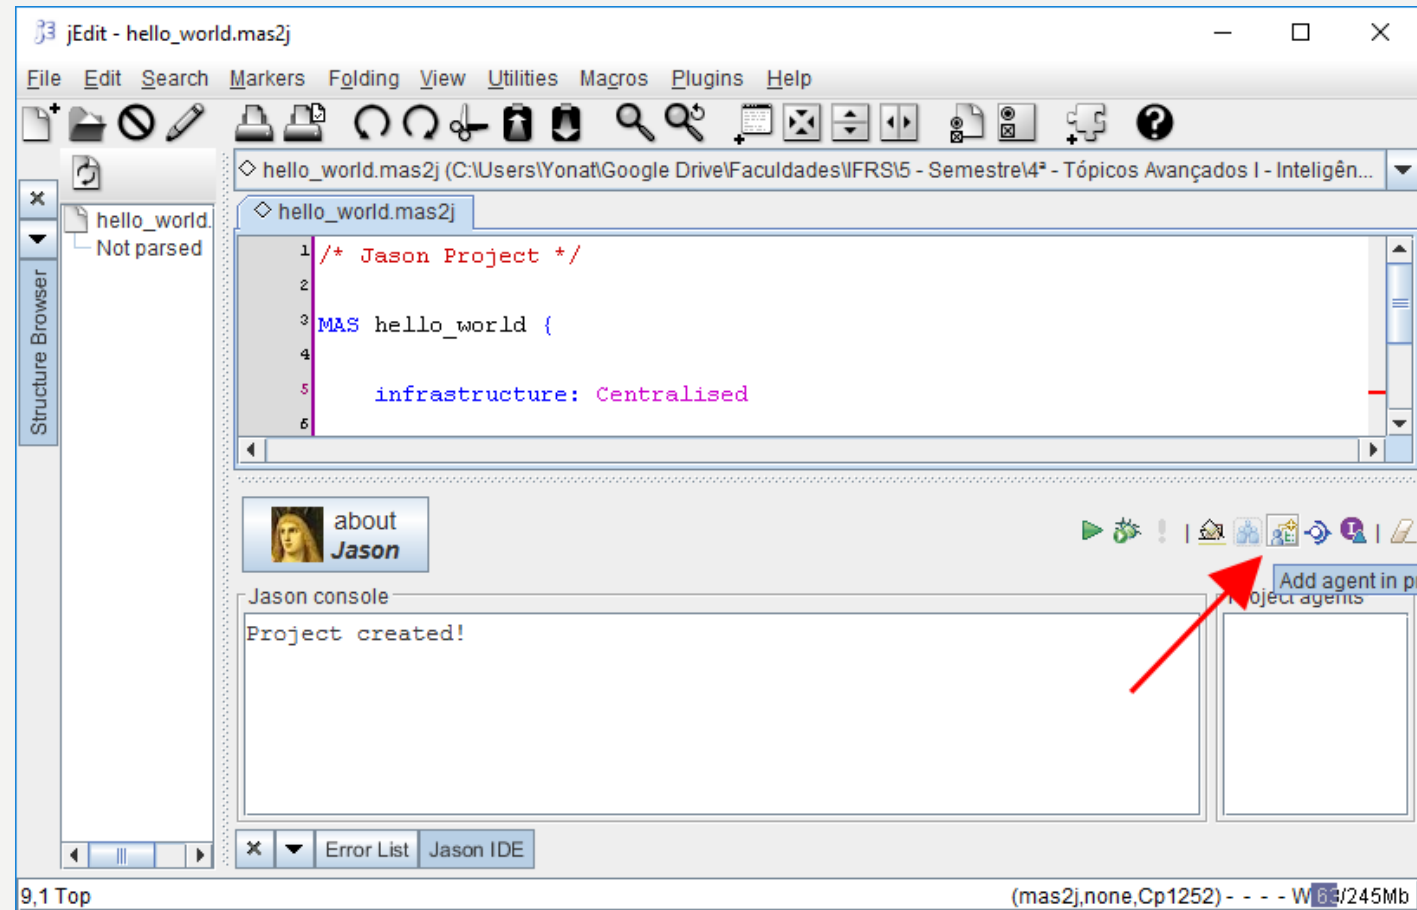 jEdit - hello_world.mas2j
File Edit Search Markers Folding View Utilities Macros Plugins Help
hello_world.mas2j (C:\Users\Yonat\Google Drive\Faculdades\IFRS\5 - Semestre\4ª - Tópicos Avançados I - Inteligên...
hello_world.
Not parsed
Structure Browser
hello_world.mas2j
1 /* Jason Project */
2
3 MAS hello_world {
4
5 infrastructure: Centralised
6
about
Jason
Add agent in pr
Jason console
Project agents
Project created!
Error List Jason IDE
9,1 Top
(mas2j,none,Cp1252) - - - - W 63/245Mb